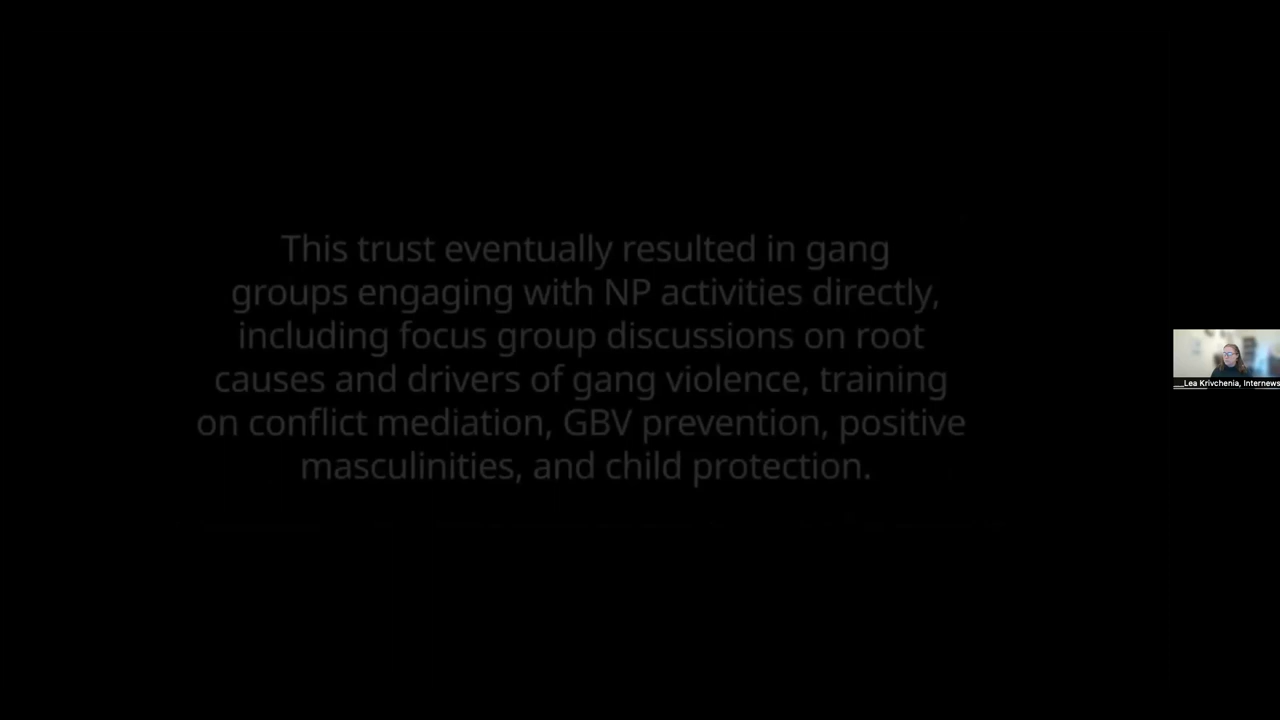 This trust eventually resulted in gang
groups engaging with NP activities directly,
including focus group discussions on root
causes and drivers of gang violence, training
on conflict mediation, GBV prevention, positive
masculinities, and child protection.
Lea Krivchenia, Internews